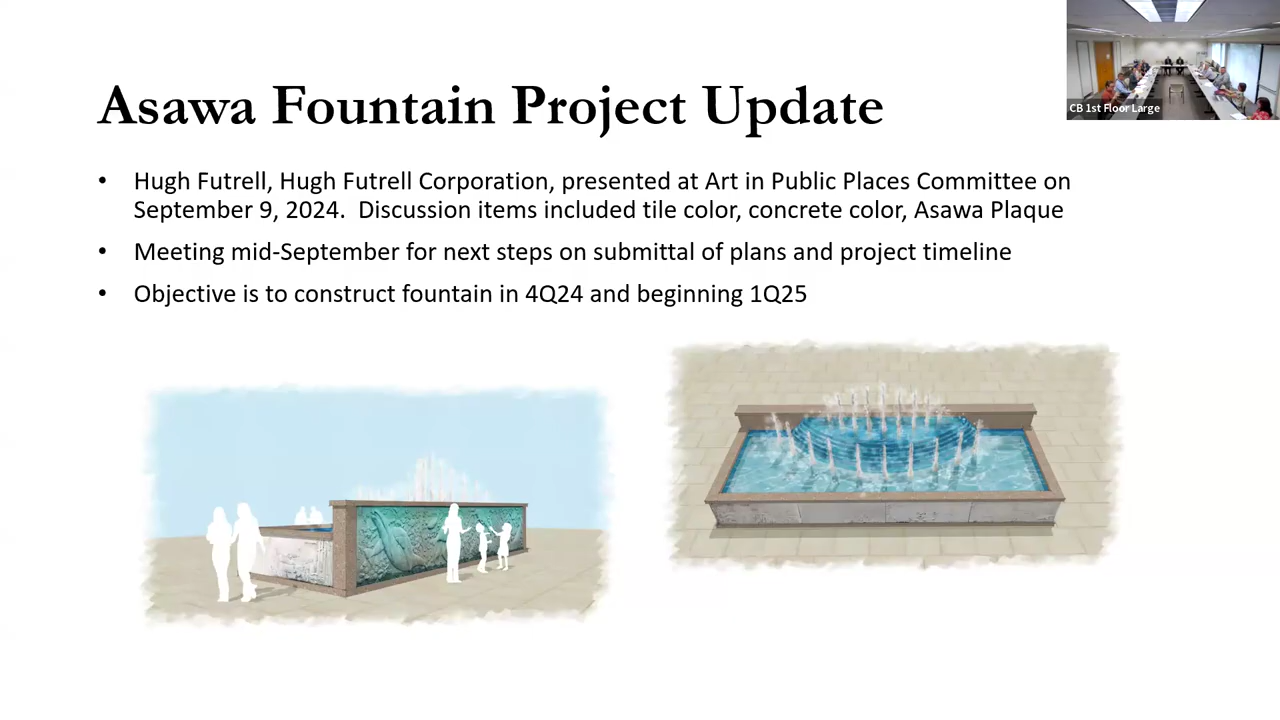 Asawa Fountain Project Update
CB 1st Floor Large
• Hugh Futrell, Hugh Futrell Corporation, presented at Art in Public Places Committee on
September 9, 2024.  Discussion items included tile color, concrete color, Asawa Plaque
• Meeting mid-September for next steps on submittal of plans and project timeline
• Objective is to construct fountain in 4Q24 and beginning 1Q25